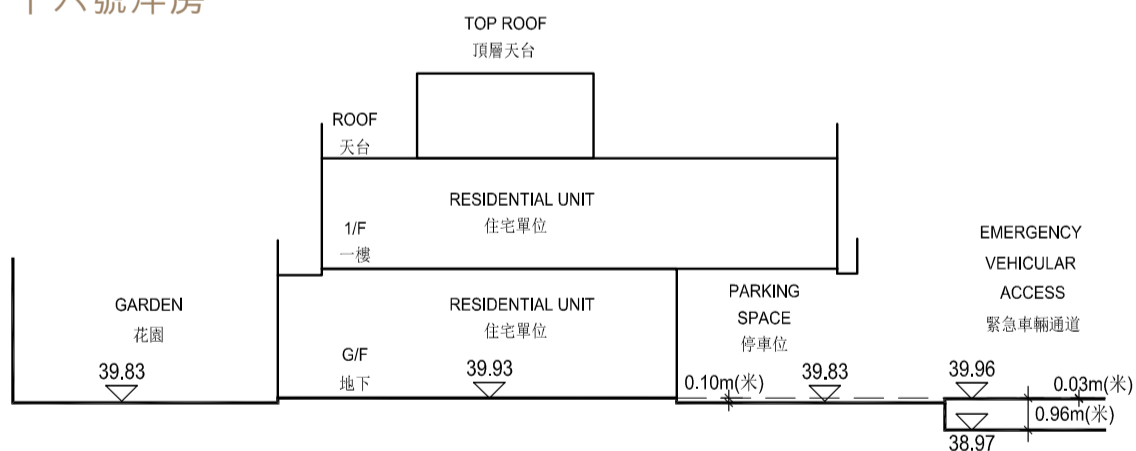 十六號洋房
TOP ROOF
頂層天台
ROOF
天台
RESIDENTIAL UNIT
住宅單位
1/F
一樓
EMERGENCY
VEHICULAR
ACCESS
緊急車輛通道
GARDEN
花園
RESIDENTIAL UNIT
住宅單位
PARKING
SPACE
停車位
G/F
地下
39.83
39.93
0.10m(米)
39.83
39.96
0.03m(米)
0.96m(米)
38.97